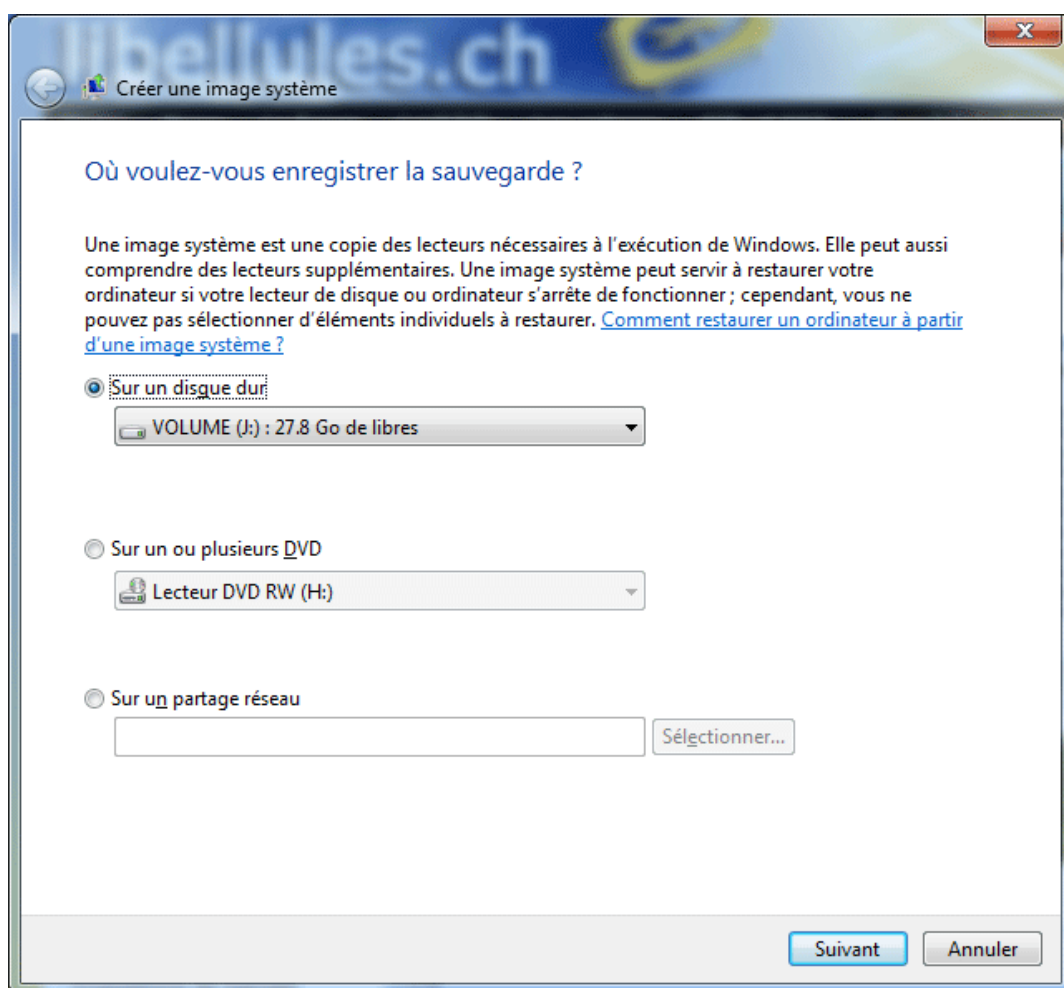 libellules.ch
Créer une image système
Où voulez-vous enregistrer la sauvegarde ?
Une image système est une copie des lecteurs nécessaires à l'exécution de Windows. Elle peut aussi
comprendre des lecteurs supplémentaires. Une image système peut servir à restaurer votre
ordinateur si votre lecteur de disque ou ordinateur s'arrête de fonctionner ; cependant, vous ne
pouvez pas sélectionner d'éléments individuels à restaurer. Comment restaurer un ordinateur à partir
d'une image système ?
Sur un disque dur
VOLUME (J:) : 27.8 Go de libres
Sur un ou plusieurs DVD
Lecteur DVD RW (H:)
Sur un partage réseau
Sélectionner...
Suivant
Annuler